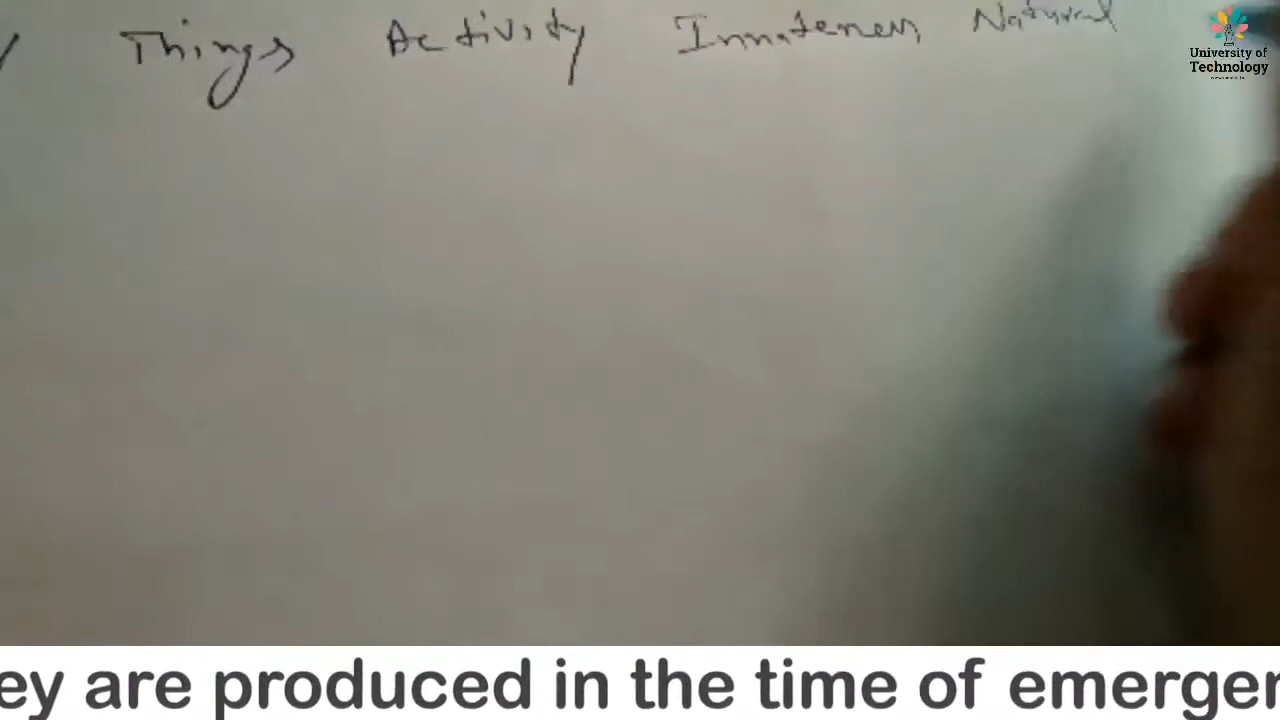 Things Activity Innateness Natural
University of
Technology
ey are produced in the time of emergen